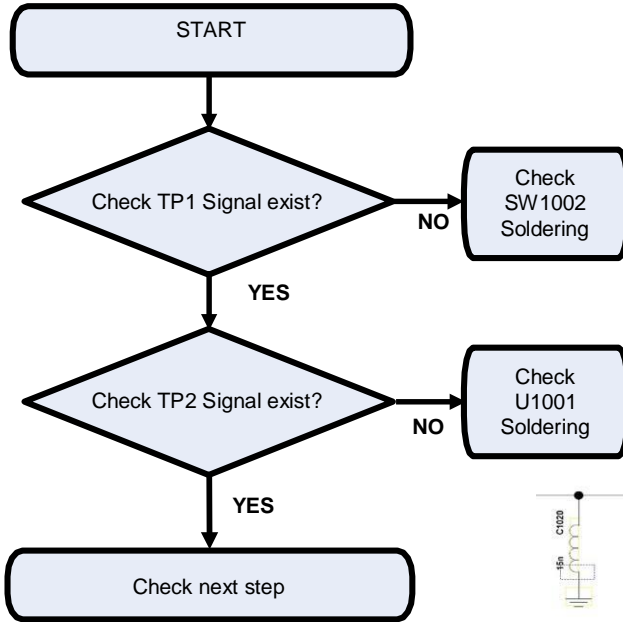 START
Check TP1 Signal exist?
NO
Check
SW1002
Soldering
YES
Check TP2 Signal exist?
NO
Check
U1001
Soldering
YES
Check next step
C1020
15n